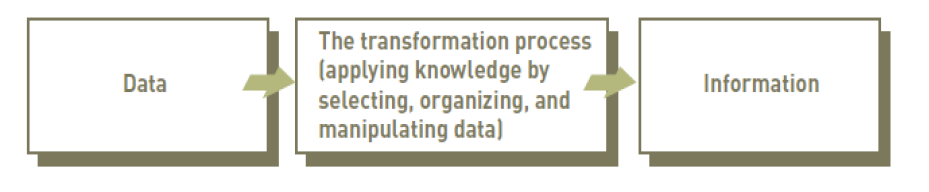 Data
The transformation process
(applying knowledge by
selecting, organizing, and
manipulating data)
Information